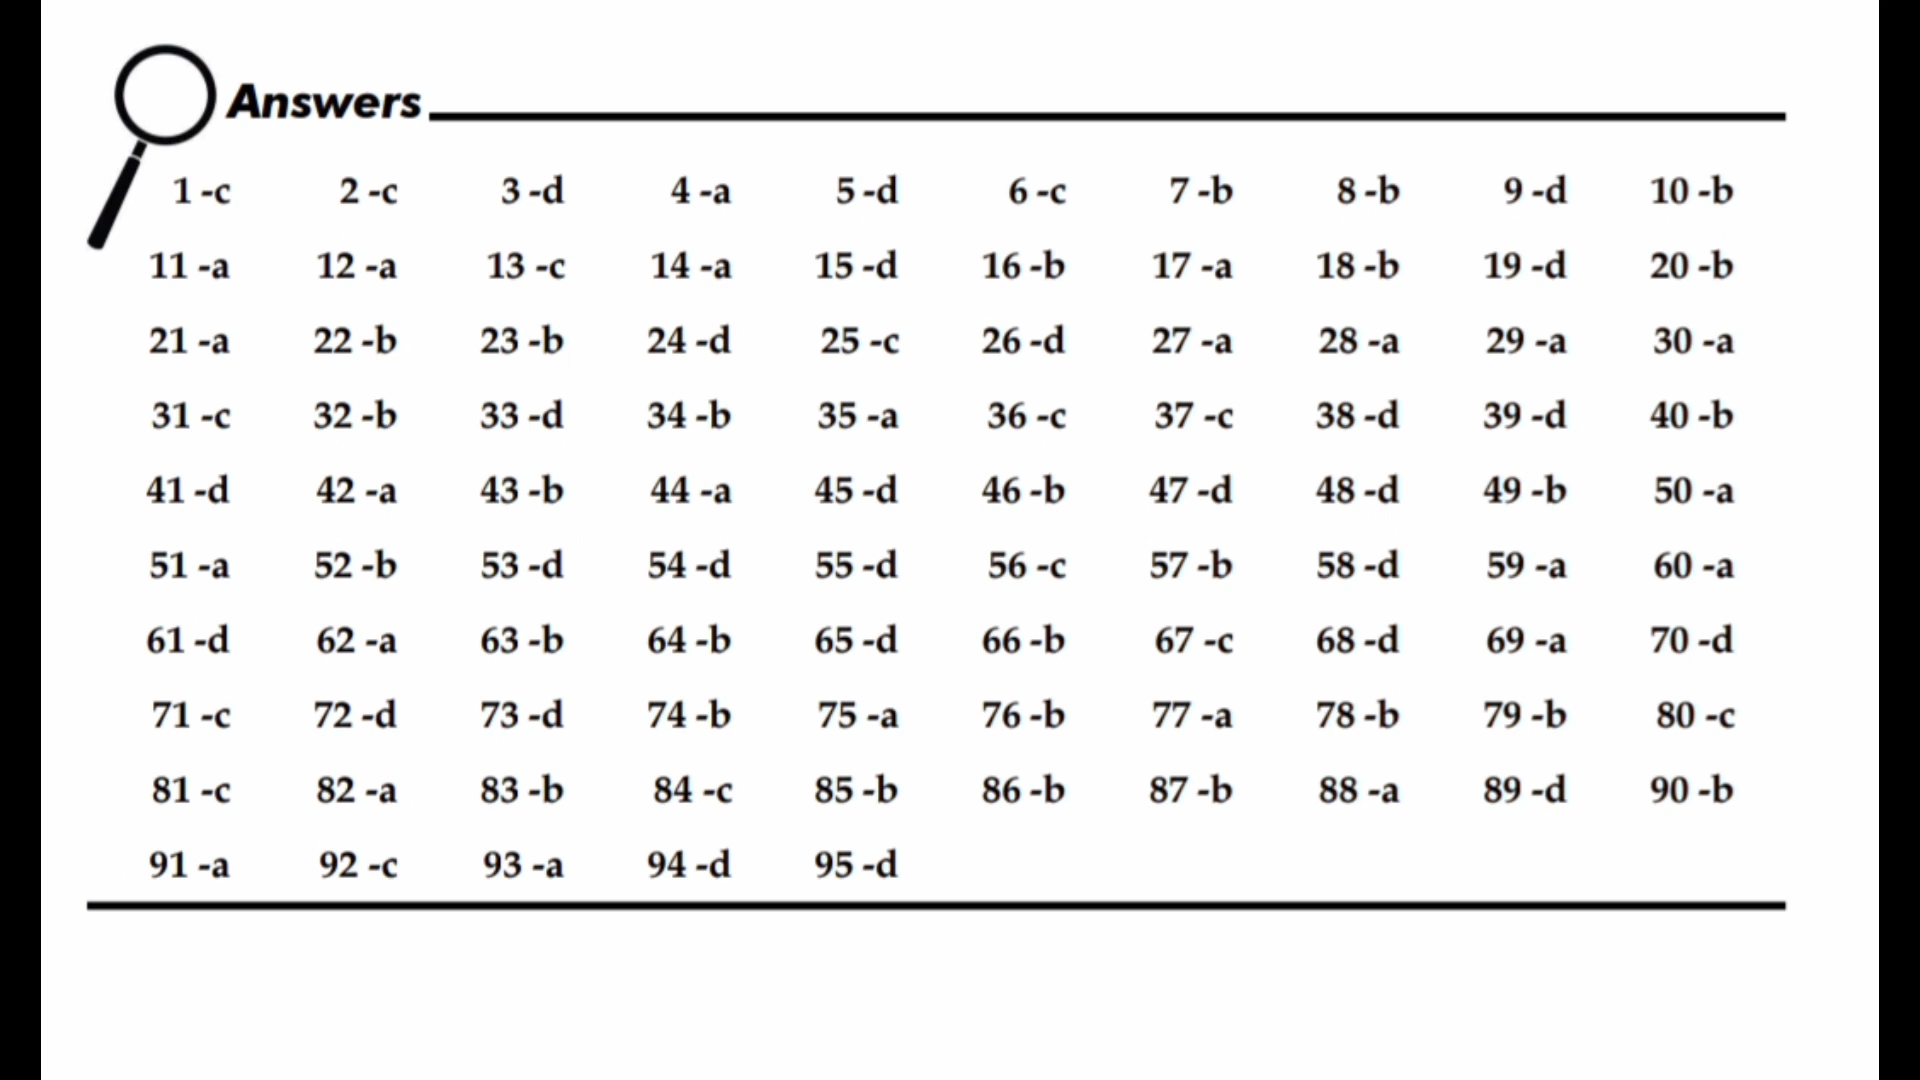 Answers
1 -c 2 -c 3 -d 4 -a 5 -d 6 -c 7 -b 8 -b 9 -d 10 -b
11 -a 12 -a 13 -c 14 -a 15 -d 16 -b 17 -a 18 -b 19 -d 20 -b
21 -a 22 -b 23 -b 24 -d 25 -c 26 -d 27 -a 28 -a 29 -a 30 -a
31 -c 32 -b 33 -d 34 -b 35 -a 36 -c 37 -c 38 -d 39 -d 40 -b
41 -d 42 -a 43 -b 44 -a 45 -d 46 -b 47 -d 48 -d 49 -b 50 -a
51 -a 52 -b 53 -d 54 -d 55 -d 56 -c 57 -b 58 -d 59 -a 60 -a
61 -d 62 -a 63 -b 64 -b 65 -d 66 -b 67 -c 68 -d 69 -a 70 -d
71 -c 72 -d 73 -d 74 -b 75 -a 76 -b 77 -a 78 -b 79 -b 80 -c
81 -c 82 -a 83 -b 84 -c 85 -b 86 -b 87 -b 88 -a 89 -d 90 -b
91 -a 92 -c 93 -a 94 -d 95 -d